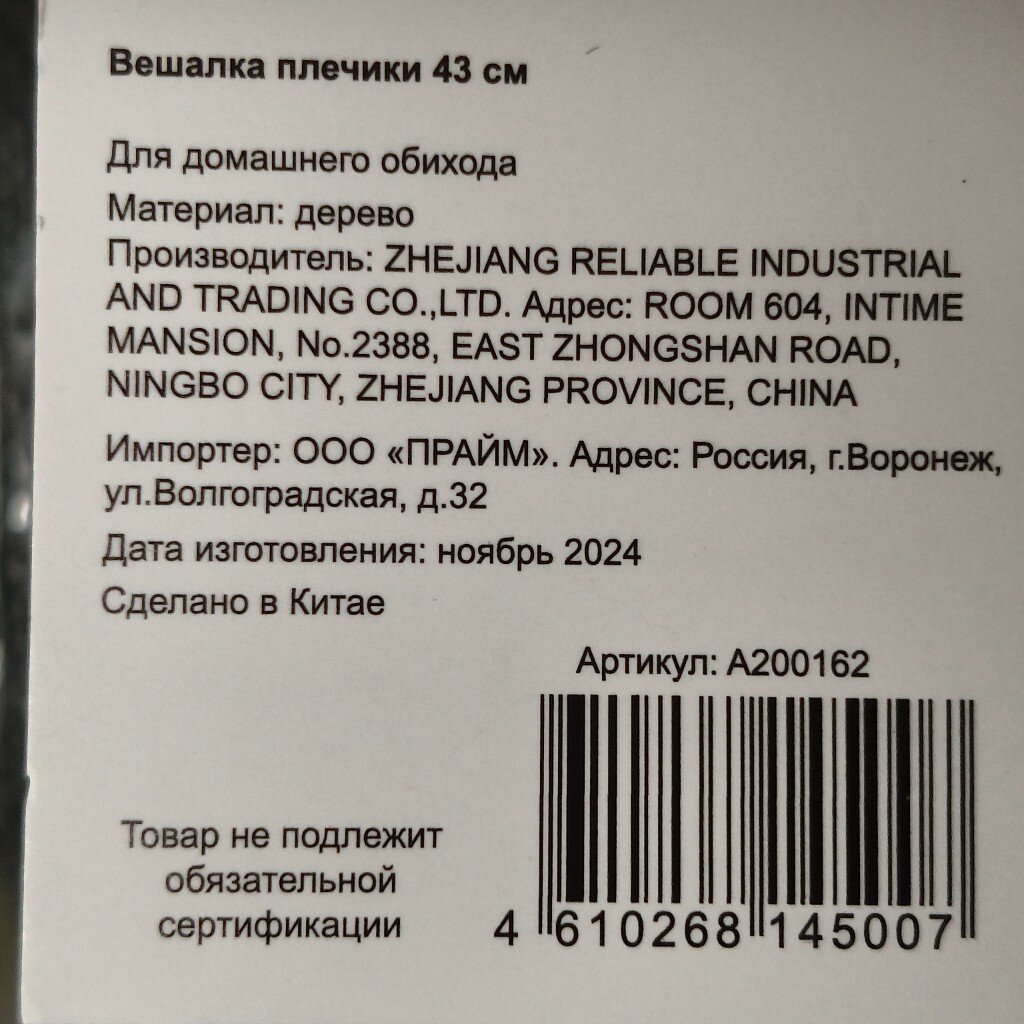 Вешалка плечики 43 см
Для домашнего обихода
Материал: дерево
Производитель: ZHEJIANG RELIABLE INDUSTRIAL
AND TRADING CO.,LTD. Адрес: ROOM 604, INTIME
MANSION, No.2388, EAST ZHONGSHAN ROAD,
NINGBO CITY, ZHEJIANG PROVINCE, CHINA
Импортер: ООО «ПРАЙМ». Адрес: Россия, г.Воронеж,
ул.Волгоградская, д.32
Дата изготовления: ноябрь 2024
Сделано в Китае
Артикул: А200162
Товар не подлежит
обязательной
сертификации
4 610268 145007